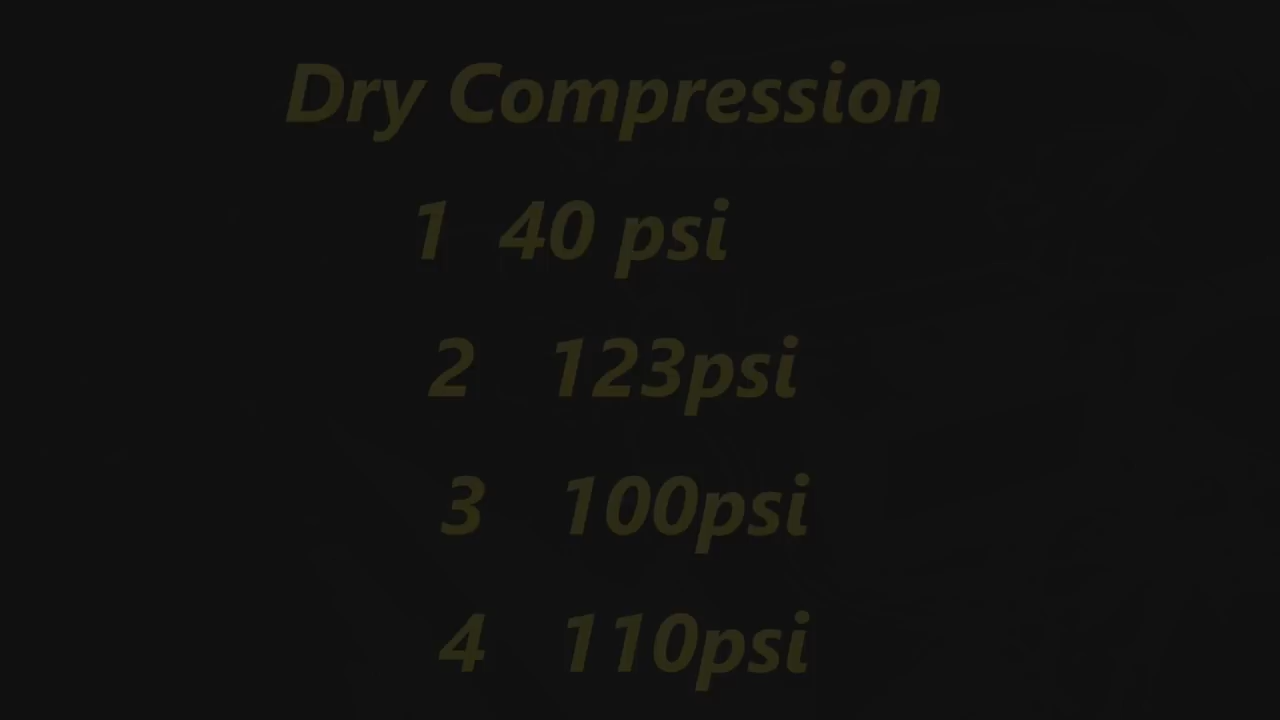 Dry Compression
1 40 psi
2 123psi
3 100psi
4 110psi